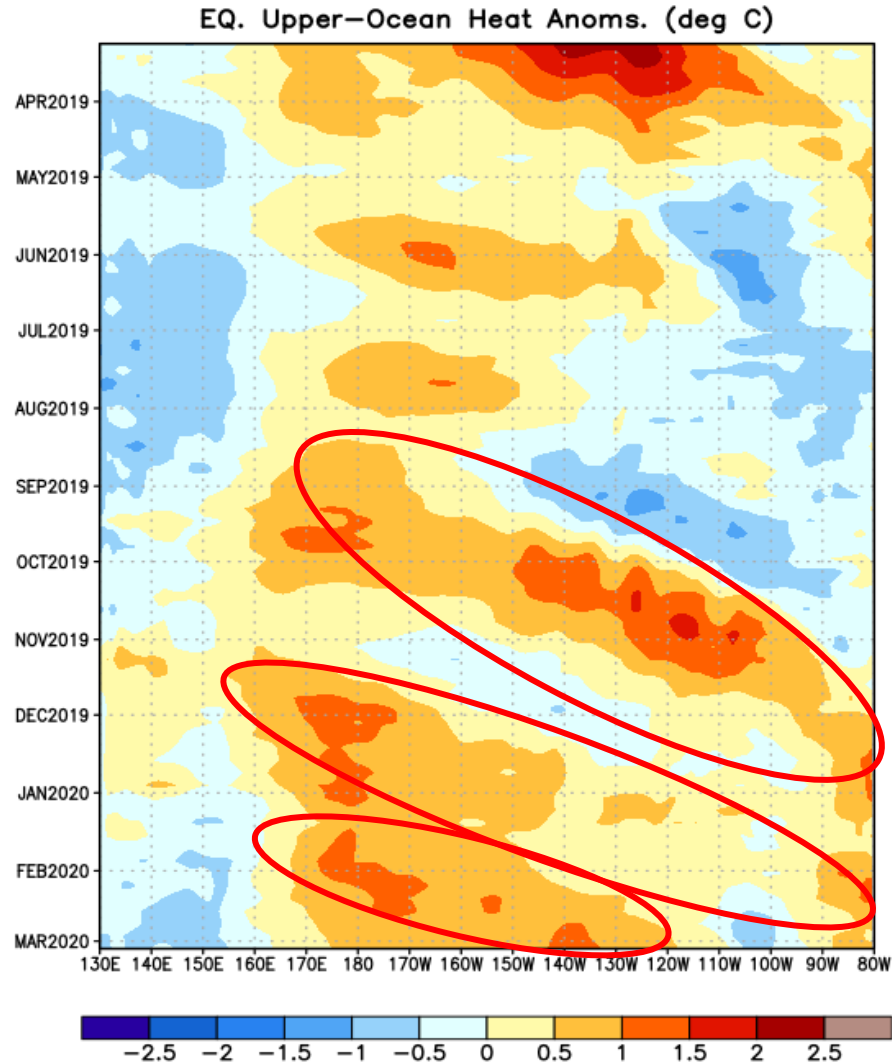 EQ. Upper-Ocean Heat Anoms. (deg C)
APR2019
MAY2019
JUN2019
JUL2019
AUG2019
SEP2019
OCT2019
NOV2019
DEC2019
JAN2020
FEB2020
MAR2020
130E 140E 150E 160E 170E 180 170W 160W 150W 140W 130W 120W 110W 100W 90W 80W
-2.5 -2 -1.5 -1 -0.5 0 0.5 1 1.5 2 2.5